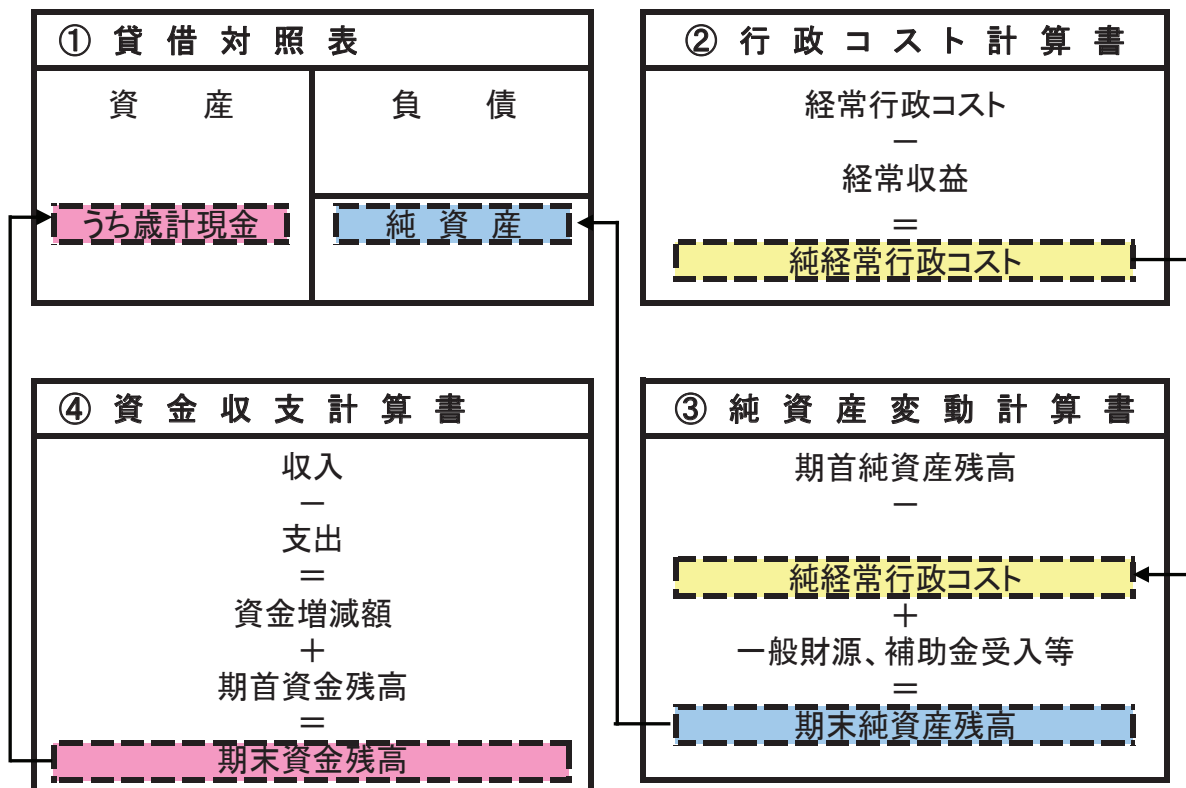 ①貸借対照表
資産
負債
うち歳計現金
純資産
②行政コスト計算書
経常行政コスト
－
経常収益
＝
純経常行政コスト
④資金収支計算書
収入
－
支出
＝
資金増減額
＋
期首資金残高
＝
期末資金残高
③純資産変動計算書
期首純資産残高
－
純経常行政コスト
＋
一般財源、補助金受入等
＝
期末純資産残高